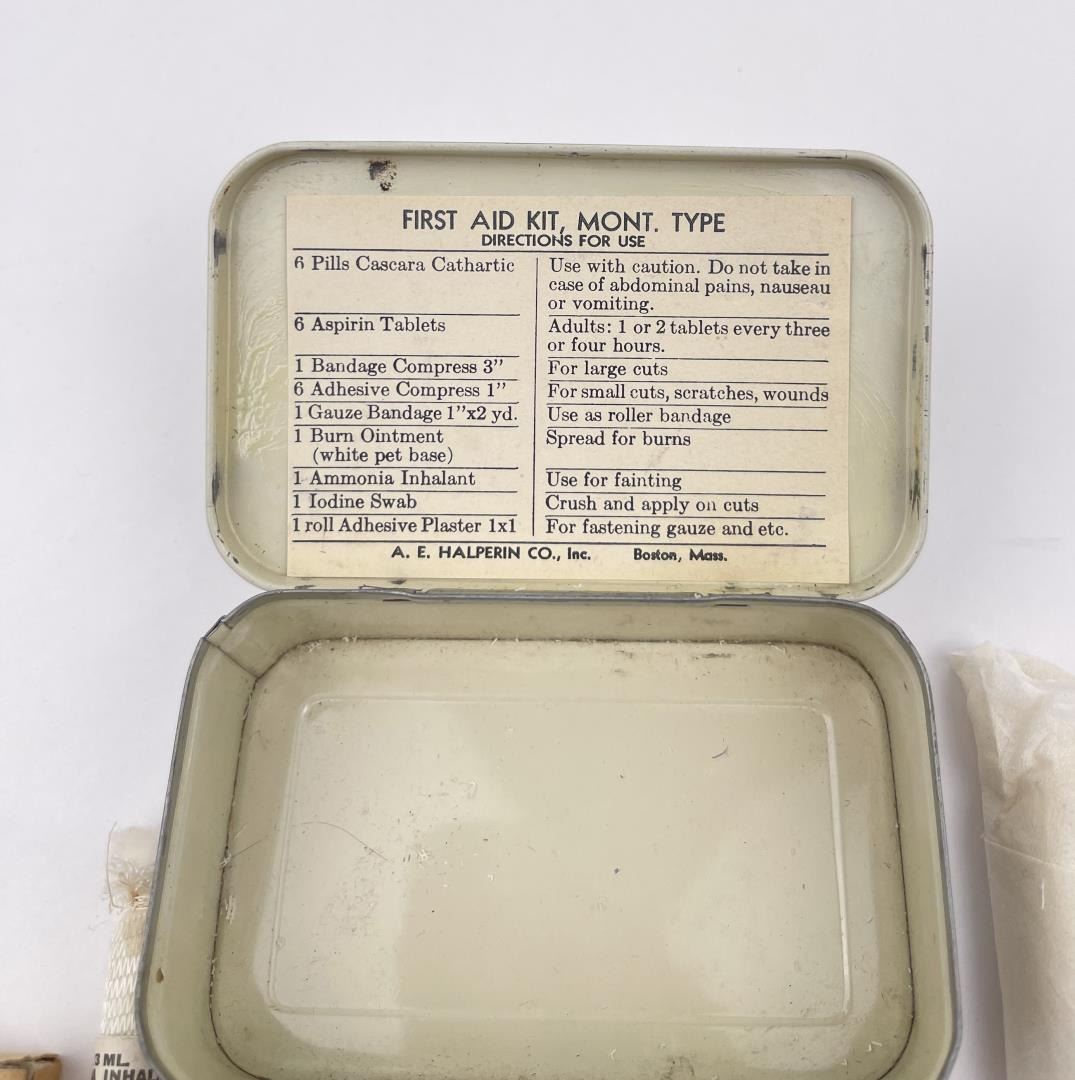 FIRST AID KIT, MONT. TYPE
DIRECTIONS FOR USE
6 Pills Cascara Cathartic
Use with caution. Do not take in
case of abdominal pains, nauseau
or vomiting.
6 Aspirin Tablets
Adults: 1 or 2 tablets every three
or four hours.
1 Bandage Compress 3”
For large cuts
6 Adhesive Compress 1”
For small cuts, scratches, wounds
1 Gauze Bandage 1”x2 yd.
Use as roller bandage
1 Burn Ointment
(white pet base)
Spread for burns
1 Ammonia Inhalant
Use for fainting
1 Iodine Swab
Crush and apply on cuts
1 roll Adhesive Plaster 1x1
For fastening gauze and etc.
A. E. HALPERIN CO., Inc. Boston, Mass.
3 ML.